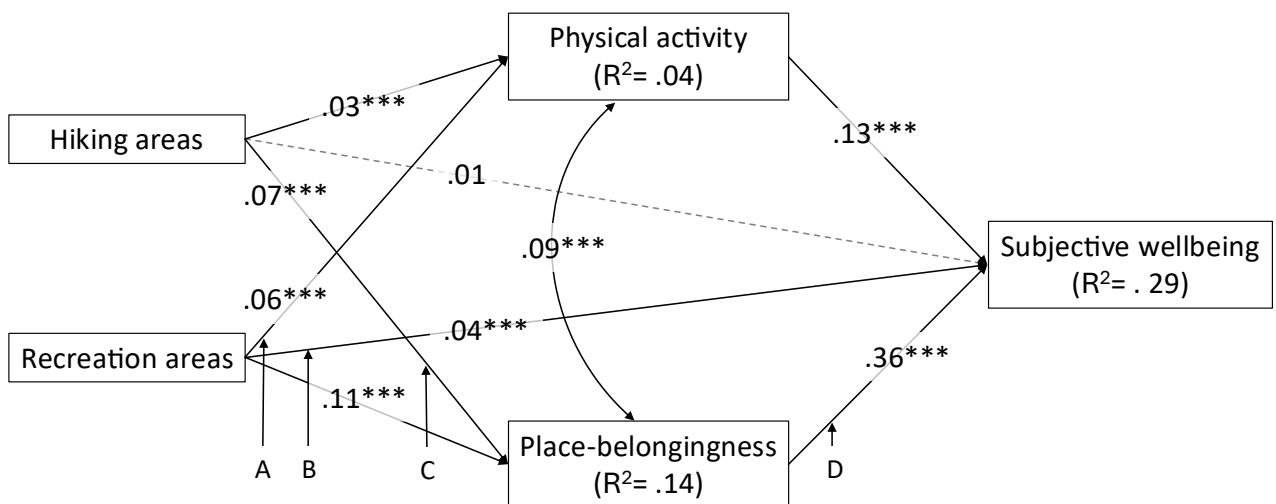 Physical activity
(R²= .04)
.03***
.13***
Hiking areas
.01
.07***
.09***
Subjective wellbeing
(R²= . 29)
.06***
.04***
Recreation areas
.36***
.11***
Place-belongingness
(R²= .14)
A
B
C
D